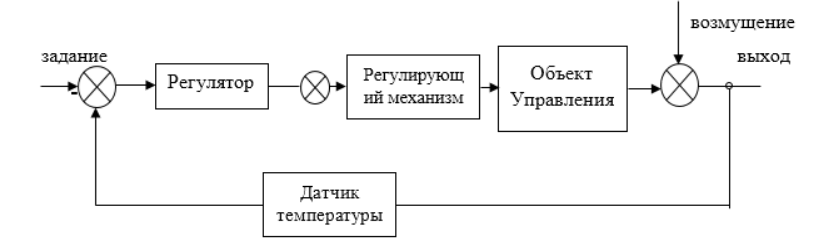 возмущение
задание
выход
Регулятор
Регулирующ
ий механизм
Объект
Управления
-
Датчик
температуры